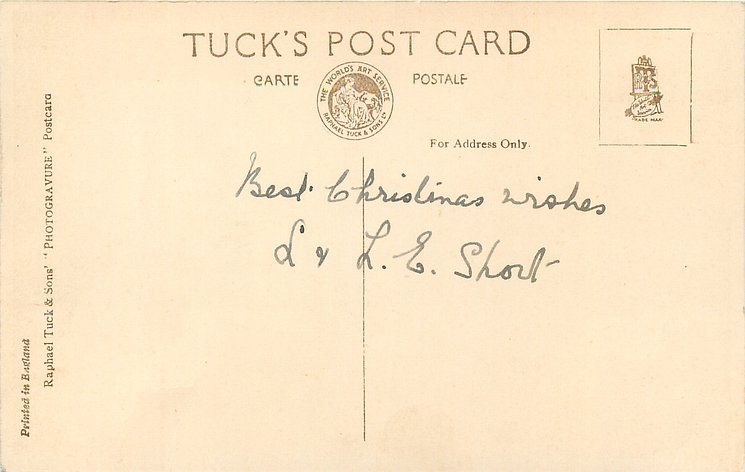 TUCK'S POST CARD
CARTE POSTALE
THE WORLD'S ART SERVICE
RAPHAEL TUCK & SONS LD
For Address Only.
TRADE MARK
Best Christmas wishes
L & L. E. Short
Raphael Tuck & Sons' "PHOTOGRAVURE" Postcard
Printed in England